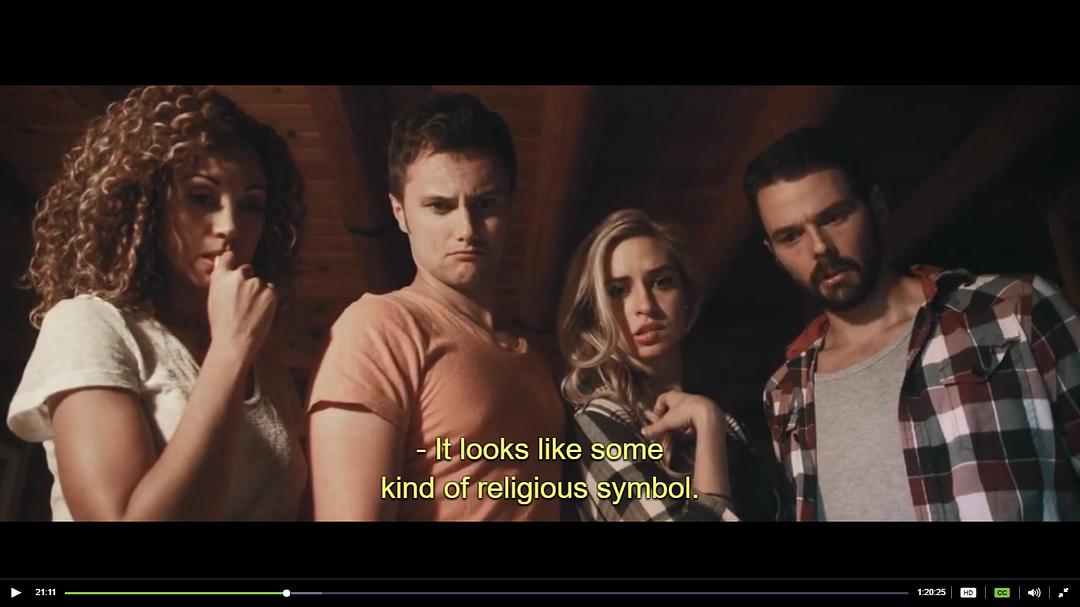 - It looks like some
kind of religious symbol.
21:11
1:20:25
HD
CC